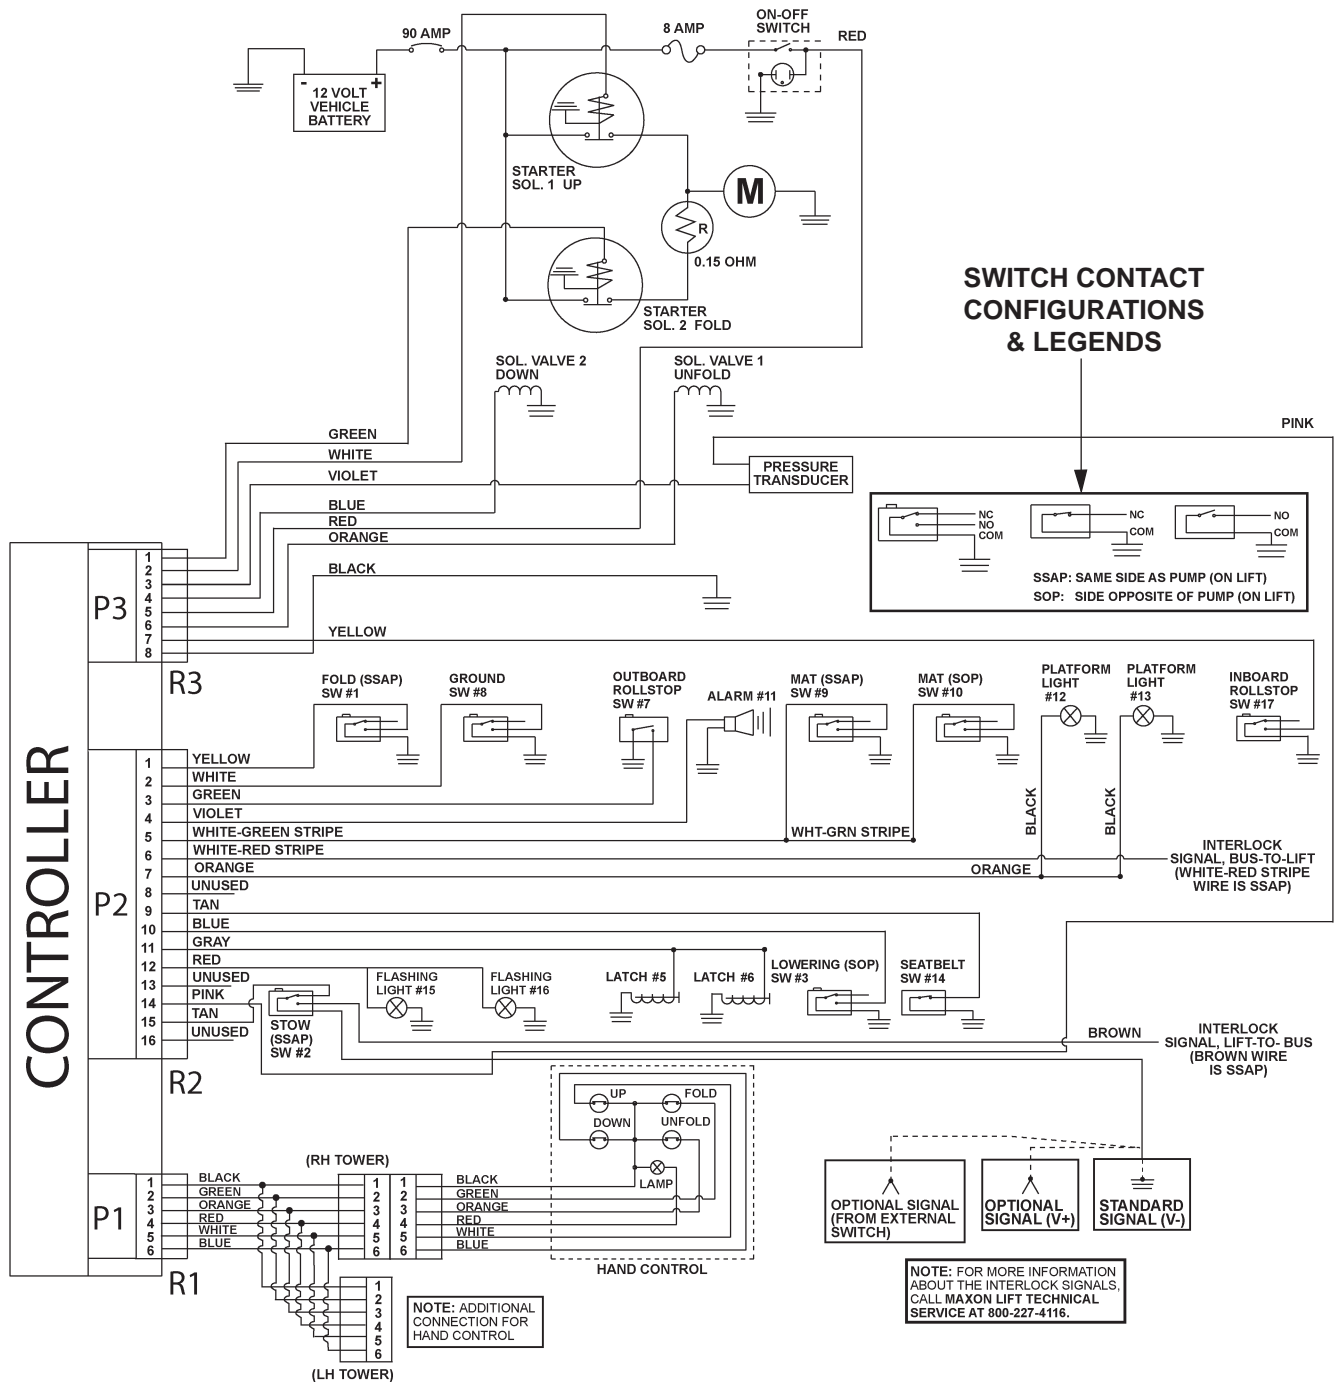 90 AMP
8 AMP
ON-OFF
SWITCH
RED
-
+
12 VOLT
VEHICLE
BATTERY
STARTER
SOL. 1 UP
M
R
0.15 OHM
STARTER
SOL. 2 FOLD
SWITCH CONTACT
CONFIGURATIONS
& LEGENDS
SOL. VALVE 2
DOWN
SOL. VALVE 1
UNFOLD
GREEN
WHITE
VIOLET
BLUE
RED
ORANGE
BLACK
YELLOW
PINK
PRESSURE
TRANSDUCER
NC
NO
COM
NC
COM
NO
COM
SSAP: SAME SIDE AS PUMP (ON LIFT)
SOP: SIDE OPPOSITE OF PUMP (ON LIFT)
CONTROLLER
P3
1
2
3
4
5
6
7
8
R3
FOLD (SSAP)
SW #1
GROUND
SW #8
OUTBOARD
ROLLSTOP
SW #7
ALARM #11
MAT (SSAP)
SW #9
MAT (SOP)
SW #10
PLATFORM
LIGHT
#12
PLATFORM
LIGHT
#13
INBOARD
ROLLSTOP
SW #17
P2
1
2
3
4
5
6
7
8
9
10
11
12
13
14
15
16
R2
YELLOW
WHITE
GREEN
VIOLET
WHITE-GREEN STRIPE
WHITE-RED STRIPE
ORANGE
UNUSED
TAN
BLUE
GRAY
RED
UNUSED
PINK
TAN
UNUSED
WHT-GRN STRIPE
BLACK
BLACK
ORANGE
INTERLOCK
SIGNAL, BUS-TO-LIFT
(WHITE-RED STRIPE
WIRE IS SSAP)
STOW
(SSAP)
SW #2
FLASHING
LIGHT #15
FLASHING
LIGHT #16
LATCH #5
LATCH #6
LOWERING (SOP)
SW #3
SEATBELT
SW #14
BROWN
INTERLOCK
SIGNAL, LIFT-TO- BUS
(BROWN WIRE
IS SSAP)
P1
1
2
3
4
5
6
R1
BLACK
GREEN
ORANGE
RED
WHITE
BLUE
(RH TOWER)
1
2
3
4
5
6
1
2
3
4
5
6
BLACK
GREEN
ORANGE
RED
WHITE
BLUE
UP
FOLD
DOWN
UNFOLD
LAMP
HAND CONTROL
1
2
3
4
5
6
(LH TOWER)
NOTE: ADDITIONAL
CONNECTION FOR
HAND CONTROL
OPTIONAL SIGNAL
(FROM EXTERNAL
SWITCH)
OPTIONAL
SIGNAL (V+)
STANDARD
SIGNAL (V-)
NOTE: FOR MORE INFORMATION
ABOUT THE INTERLOCK SIGNALS,
CALL MAXON LIFT TECHNICAL
SERVICE AT 800-227-4116.